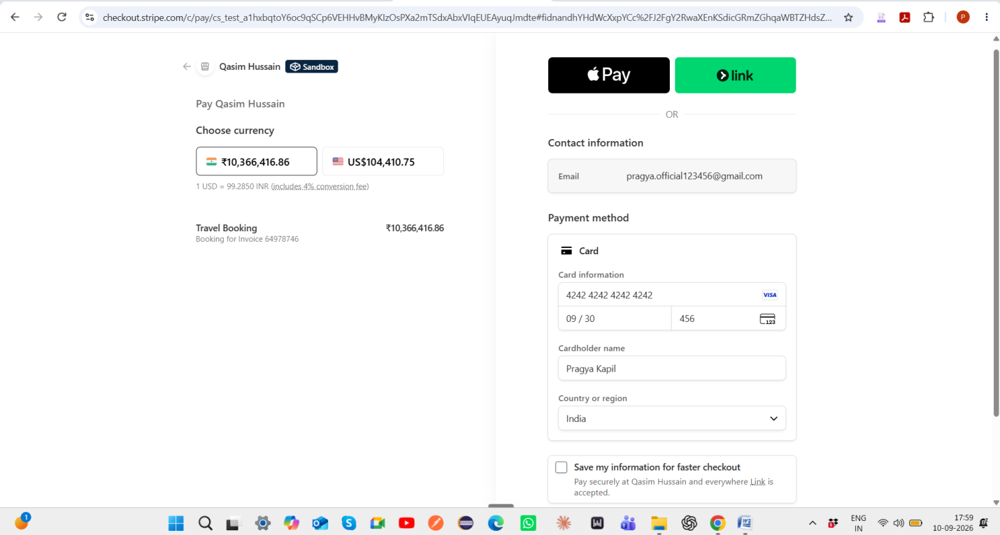 checkout.stripe.com/c/pay/cs_test_a1hxbqtoY6oc9qSCp6VEHHvBMyKIzOsPXa2mTSdxAbxVIqEUEAyuqJmdte#fidnandhYHdWcXxpYCc%2FJ2FgY2RwaXEnKSdicGRmZGhqaWBTZHdsZ...
P
Qasim Hussain Sandbox
Pay Qasim Hussain
Choose currency
₹10,366,416.86 US$104,410.75
1 USD = 99.2850 INR (includes 4% conversion fee)
Travel Booking ₹10,366,416.86
Booking for Invoice 64978746
Pay link
OR
Contact information
Email pragya.official123456@gmail.com
Payment method
Card
Card information
4242 4242 4242 4242 VISA
09 / 30 456 123
Cardholder name
Pragya Kapil
Country or region
India
Save my information for faster checkout
Pay securely at Qasim Hussain and everywhere Link is
accepted.
1
ENG
IN
17:59
10-09-2026